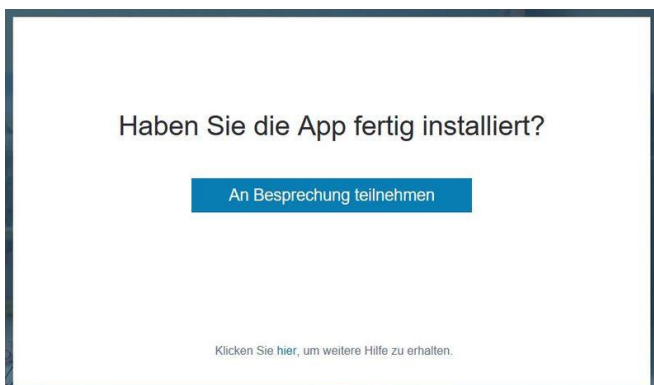 Haben Sie die App fertig installiert?
An Besprechung teilnehmen
Klicken Sie hier, um weitere Hilfe zu erhalten.